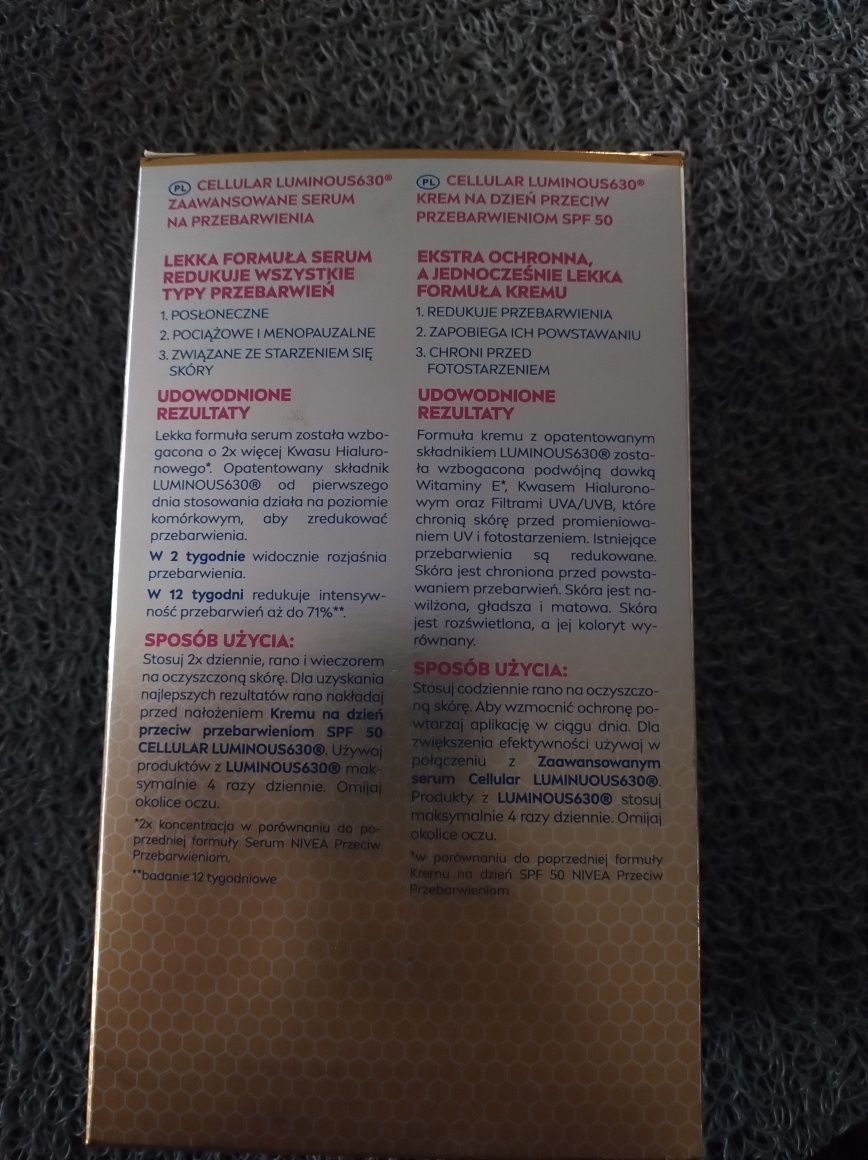 PL CELLULAR LUMINOUS630®
ZAAWANSOWANE SERUM
NA PRZEBARWIENIA
LEKKA FORMUŁA SERUM
REDUKUJE WSZYSTKIE
TYPY PRZEBARWIEŃ
1. POSŁONECZNE
2. POCIĄŻOWE I MENOPAUZALNE
3. ZWIĄZANE ZE STARZENIEM SIĘ
SKÓRY
UDOWODNIONE
REZULTATY
Lekka formuła serum została wzbo-
gacona o 2x więcej Kwasu Hialuro-
nowego*. Opatentowany składnik
LUMINOUS630® od pierwszego
dnia stosowania działa na poziomie
komórkowym, aby zredukować
przebarwienia.
W 2 tygodnie widocznie rozjaśnia
przebarwienia.
W 12 tygodni redukuje intensyw-
ność przebarwień aż do 71%**.
SPOSÓB UŻYCIA:
Stosuj 2x dziennie, rano i wieczorem
na oczyszczoną skórę. Dla uzyskania
najlepszych rezultatów rano nakładaj
przed nałożeniem Kremu na dzień
przeciw przebarwieniom SPF 50
CELLULAR LUMINOUS630®. Używaj
produktów z LUMINOUS630® mak-
symalnie 4 razy dziennie. Omijaj
okolice oczu.
*2x koncentracja w porównaniu do po-
przedniej formuły Serum NIVEA Przeciw
Przebarwieniom.
**badanie 12 tygodniowe
PL CELLULAR LUMINOUS630®
KREM NA DZIEŃ PRZECIW
PRZEBARWIENIOM SPF 50
EKSTRA OCHRONNA,
A JEDNOCZEŚNIE LEKKA
FORMUŁA KREMU
1. REDUKUJE PRZEBARWIENIA
2. ZAPOBIEGA ICH POWSTAWANIU
3. CHRONI PRZED
FOTOSTARZENIEM
UDOWODNIONE
REZULTATY
Formuła kremu z opatentowanym
składnikiem LUMINOUS630® zosta-
ła wzbogacona podwójną dawką
Witaminy E*, Kwasem Hialurono-
wym oraz Filtrami UVA/UVB, które
chronią skórę przed promieniowa-
niem UV i fotostarzeniem. Istniejące
przebarwienia są redukowane.
Skóra jest chroniona przed powsta-
waniem przebarwień. Skóra jest na-
wilżona, gładsza i matowa. Skóra
jest rozświetlona, a jej koloryt wy-
równany.
SPOSÓB UŻYCIA:
Stosuj codziennie rano na oczyszczo-
ną skórę. Aby wzmocnić ochronę po-
wtarzaj aplikację w ciągu dnia. Dla
zwiększenia efektywności używaj w
połączeniu z Zaawansowanym
serum Cellular LUMINUOUS630®.
Produkty z LUMINOUS630® stosuj
maksymalnie 4 razy dziennie. Omijaj
okolice oczu.
*w porównaniu do poprzedniej formuły
Kremu na dzień SPF 50 NIVEA Przeciw
Przebarwieniom